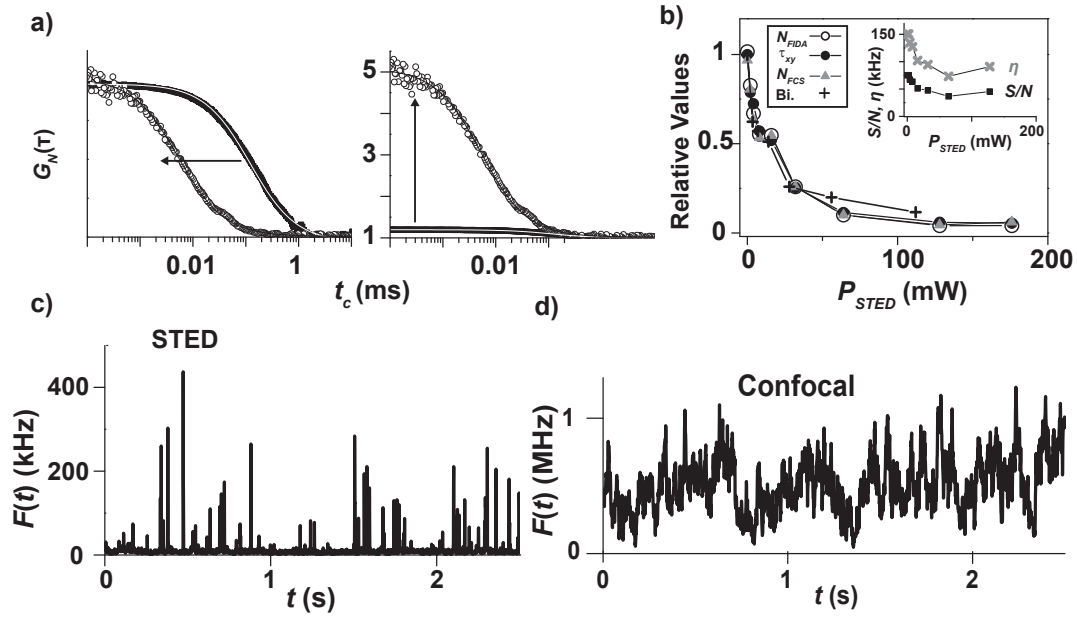 a)
G_N(τ)
0.01
1
5
3
1
0.01
t_c (ms)
b)
Relative Values
1
0.5
0
N_FIDA
τ_xy
N_FCS
Bi.
S/N, η (kHz)
150
0
η
S/N
0
200
P_STED (mW)
0
100
200
P_STED (mW)
c)
STED
F(t) (kHz)
400
200
0
0
1
2
t (s)
d)
Confocal
F(t) (MHz)
1
0
0
1
2
t (s)